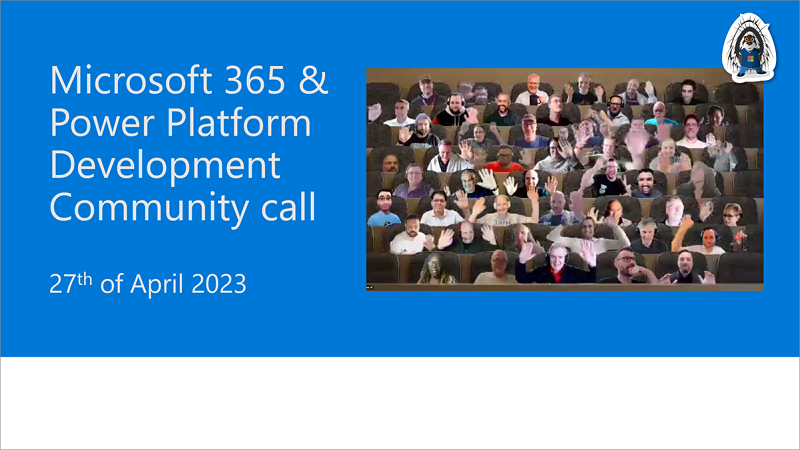 Microsoft 365 &
Power Platform
Development
Community call
27th of April 2023